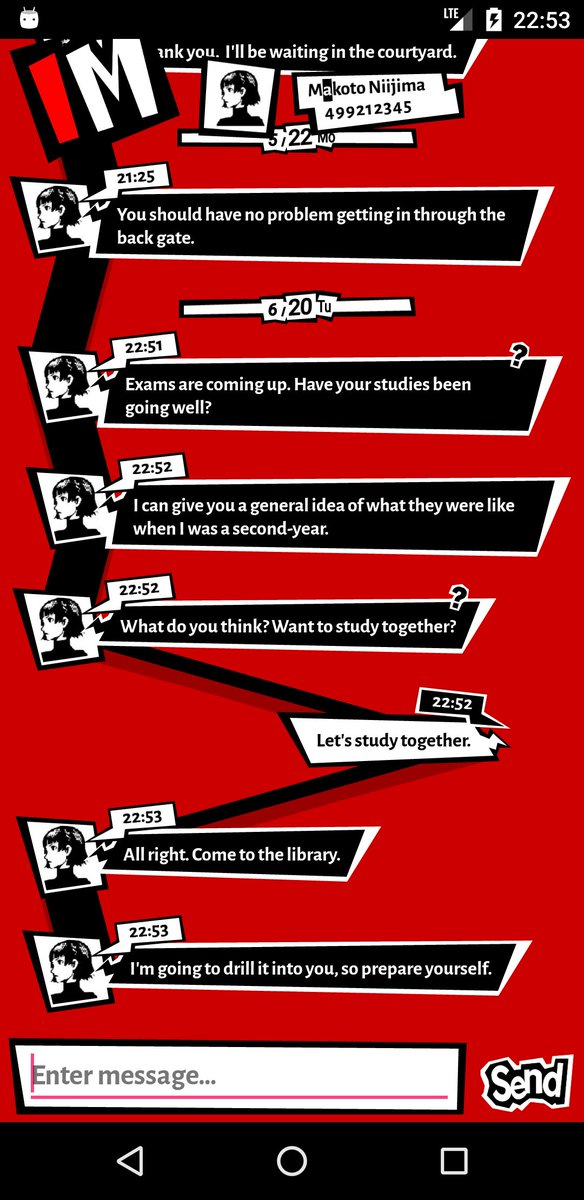 LTE 22:53
ank you. I'll be waiting in the courtyard.
IM
Makoto Niijima
499212345
5/22 Mo
21:25
You should have no problem getting in through the
back gate.
6/20 Tu
22:51
?
Exams are coming up. Have your studies been
going well?
22:52
I can give you a general idea of what they were like
when I was a second-year.
22:52
?
What do you think? Want to study together?
22:52
Let's study together.
22:53
All right. Come to the library.
22:53
I'm going to drill it into you, so prepare yourself.
Enter message...
Send